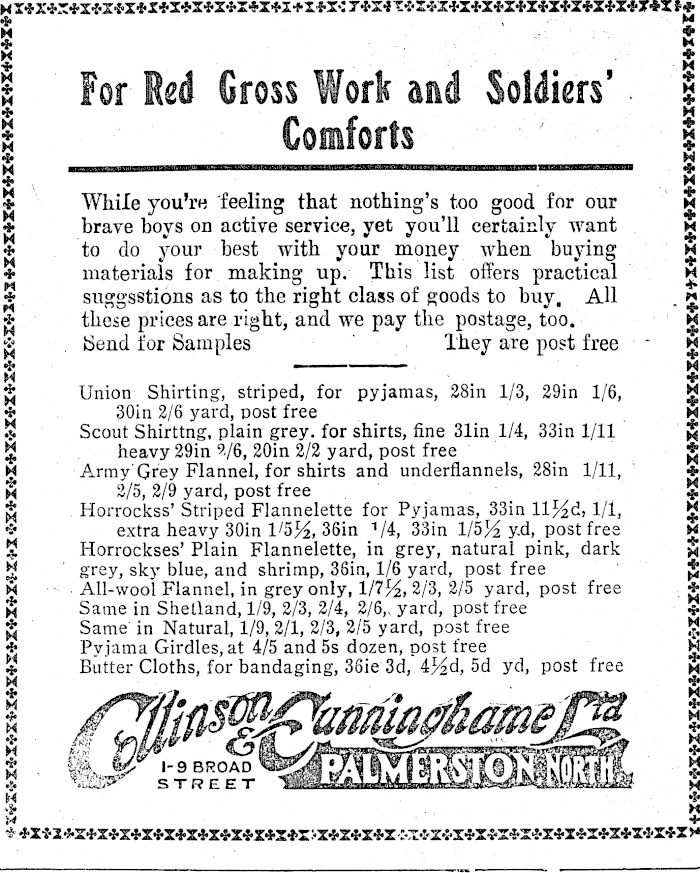 For Red Gross Work and Soldiers'
Comforts
While you're feeling that nothing's too good for our
brave boys on active service, yet you'll certainly want
to do your best with your money when buying
materials for making up. This list offers practical
suggsstions as to the right class of goods to buy. All
these prices are right, and we pay the postage, too.
Send for Samples They are post free
Union Shirting, striped, for pyjamas, 28in 1/3, 29in 1/6,
30in 2/6 yard, post free
Scout Shirttng, plain grey. for shirts, fine 31in 1/4, 33in 1/11
heavy 29in 2/6, 20in 2/2 yard, post free
Army Grey Flannel, for shirts and underflannels, 28in 1/11,
2/5, 2/9 yard, post free
Horrockss' Striped Flannelette for Pyjamas, 33in 11½d, 1/1,
extra heavy 30in 1/5½, 36in 1/4, 33in 1/5½ y.d, post free
Horrockses' Plain Flannelette, in grey, natural pink, dark
grey, sky blue, and shrimp, 36in, 1/6 yard, post free
All-wool Flannel, in grey only, 1/7½, 2/3, 2/5 yard, post free
Same in Shetland, 1/9, 2/3, 2/4, 2/6, yard, post free
Same in Natural, 1/9, 2/1, 2/3, 2/5 yard, post free
Pyjama Girdles, at 4/5 and 5s dozen, post free
Butter Cloths, for bandaging, 36ie 3d, 4½d, 5d yd, post free
Collinson & Cunninghame Ltd
1-9 BROAD
STREET
PALMERSTON NORTH